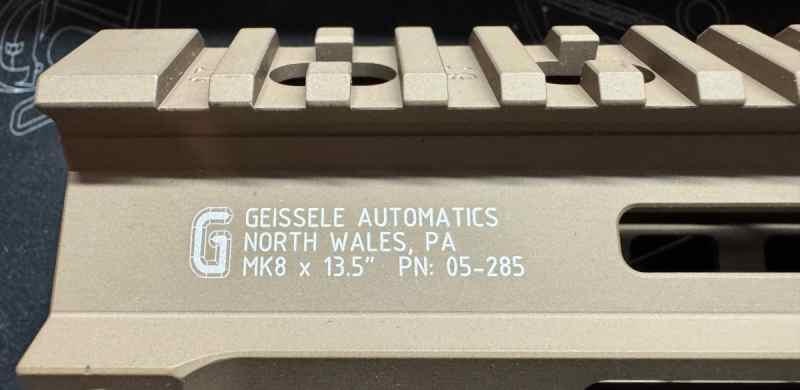 G GEISSELE AUTOMATICS
NORTH WALES, PA
MK8 x 13.5" PN: 05-285